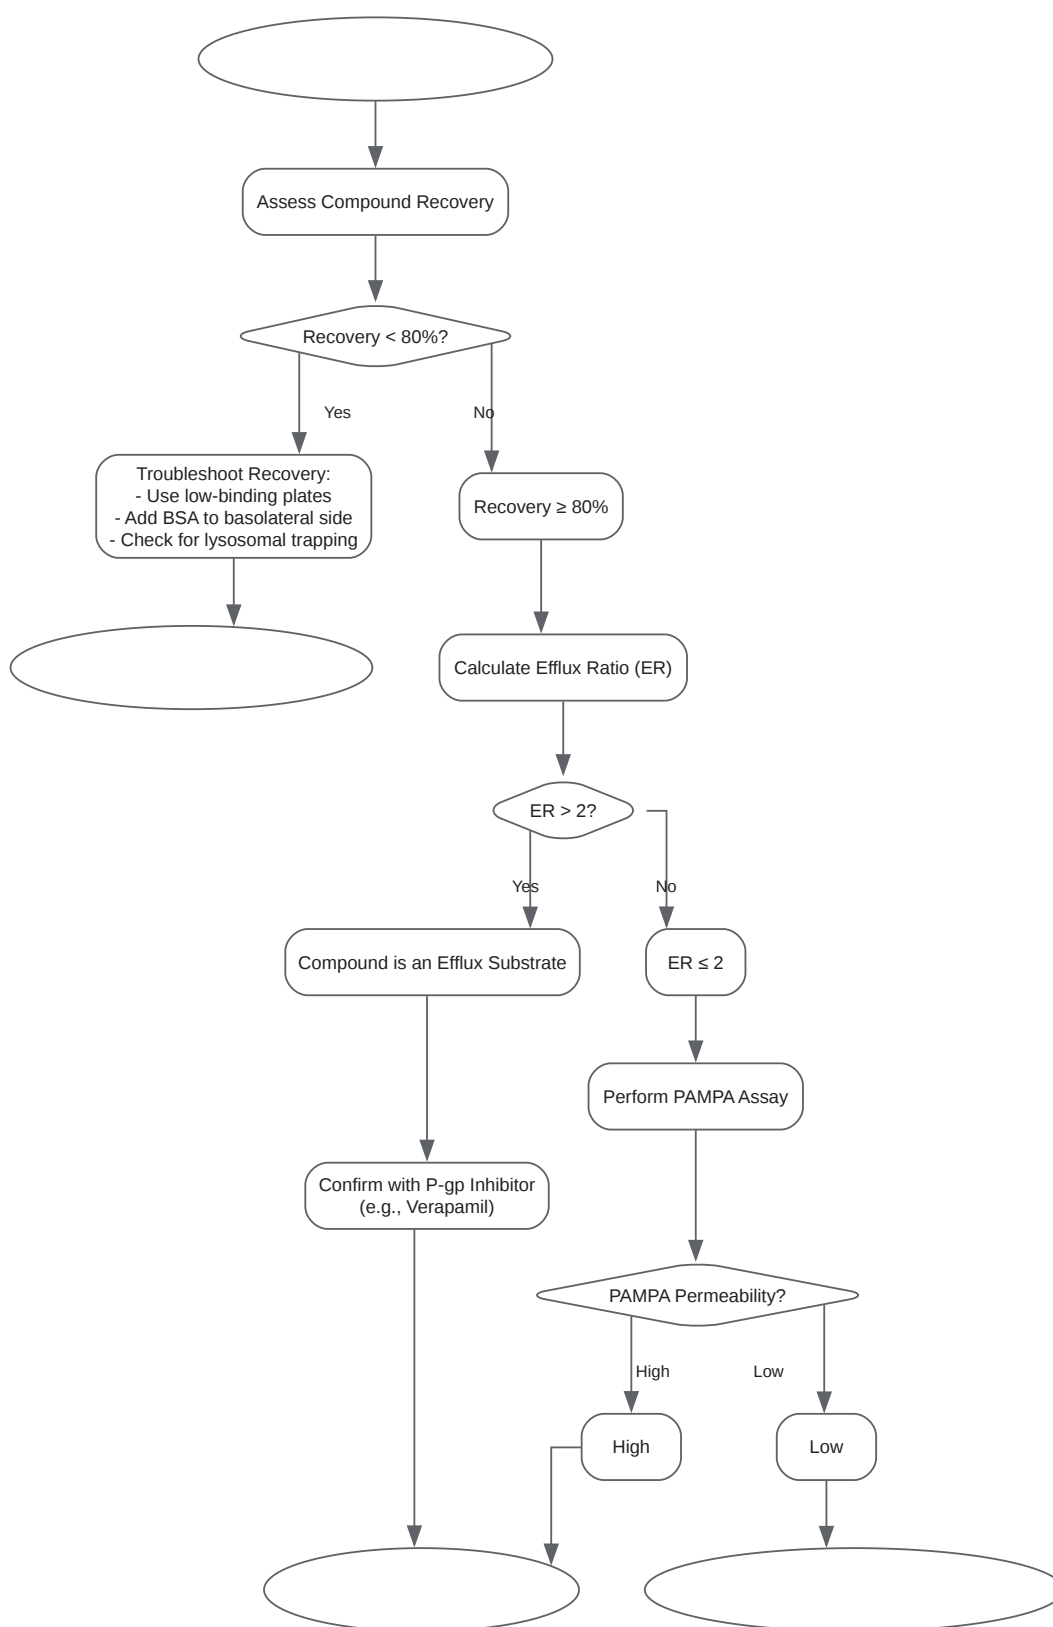 Assess Compound Recovery
Recovery < 80%?
Yes
No
Troubleshoot Recovery:
- Use low-binding plates
- Add BSA to basolateral side
- Check for lysosomal trapping
Recovery ≥ 80%
Calculate Efflux Ratio (ER)
ER > 2?
Yes
No
Compound is an Efflux Substrate
ER ≤ 2
Perform PAMPA Assay
Confirm with P-gp Inhibitor
(e.g., Verapamil)
PAMPA Permeability?
High
Low
High
Low